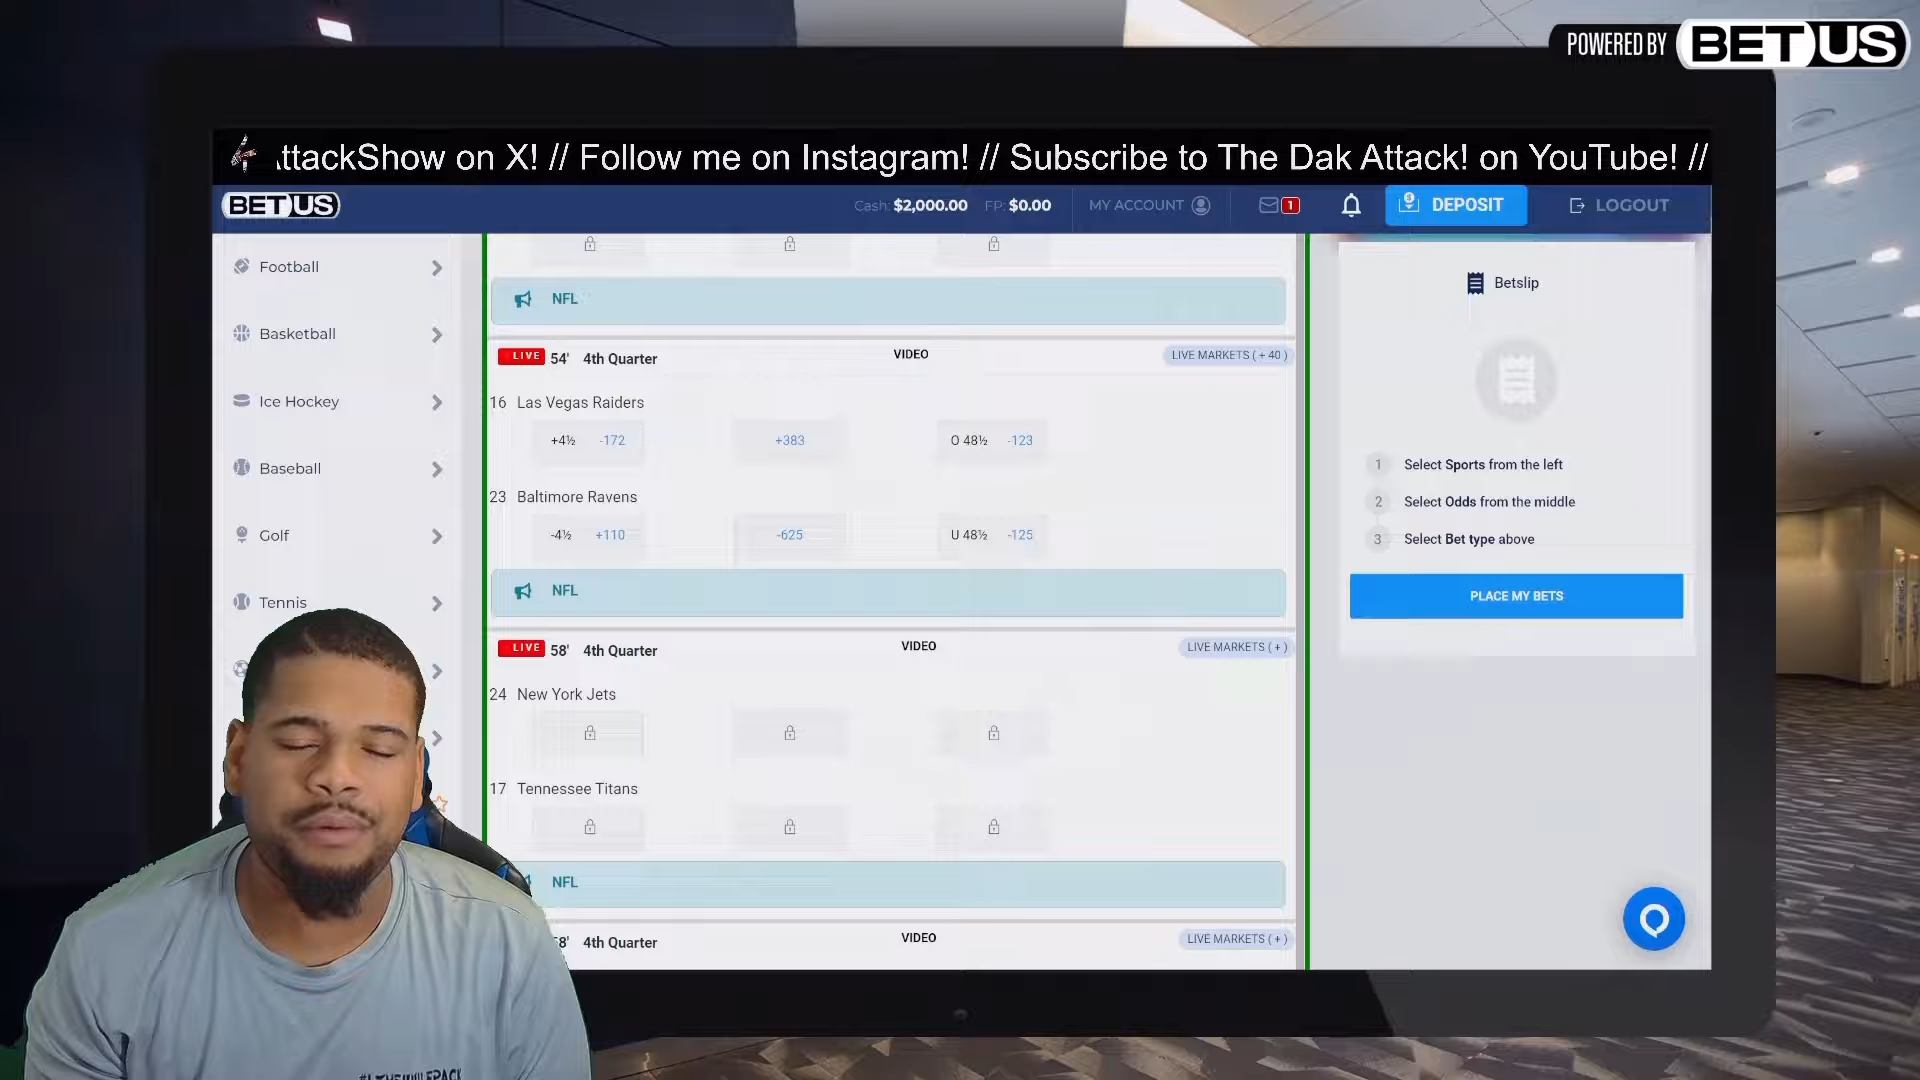 POWERED BY BETUS
ttackShow on X! // Follow me on Instagram! // Subscribe to The Dak Attack! on YouTube! //
BETUS Cash: $2,000.00 FP: $0.00 MY ACCOUNT 1 DEPOSIT LOGOUT
Football
Basketball
Ice Hockey
Baseball
Golf
Tennis
NFL
LIVE 54' 4th Quarter VIDEO LIVE MARKETS ( + 40 )
16 Las Vegas Raiders
+4½ -172 +383 O 48½ -123
23 Baltimore Ravens
-4½ +110 -625 U 48½ -125
NFL
LIVE 58' 4th Quarter VIDEO LIVE MARKETS ( + )
24 New York Jets
17 Tennessee Titans
NFL
8' 4th Quarter VIDEO LIVE MARKETS ( + )
Betslip
1 Select Sports from the left
2 Select Odds from the middle
3 Select Bet type above
PLACE MY BETS